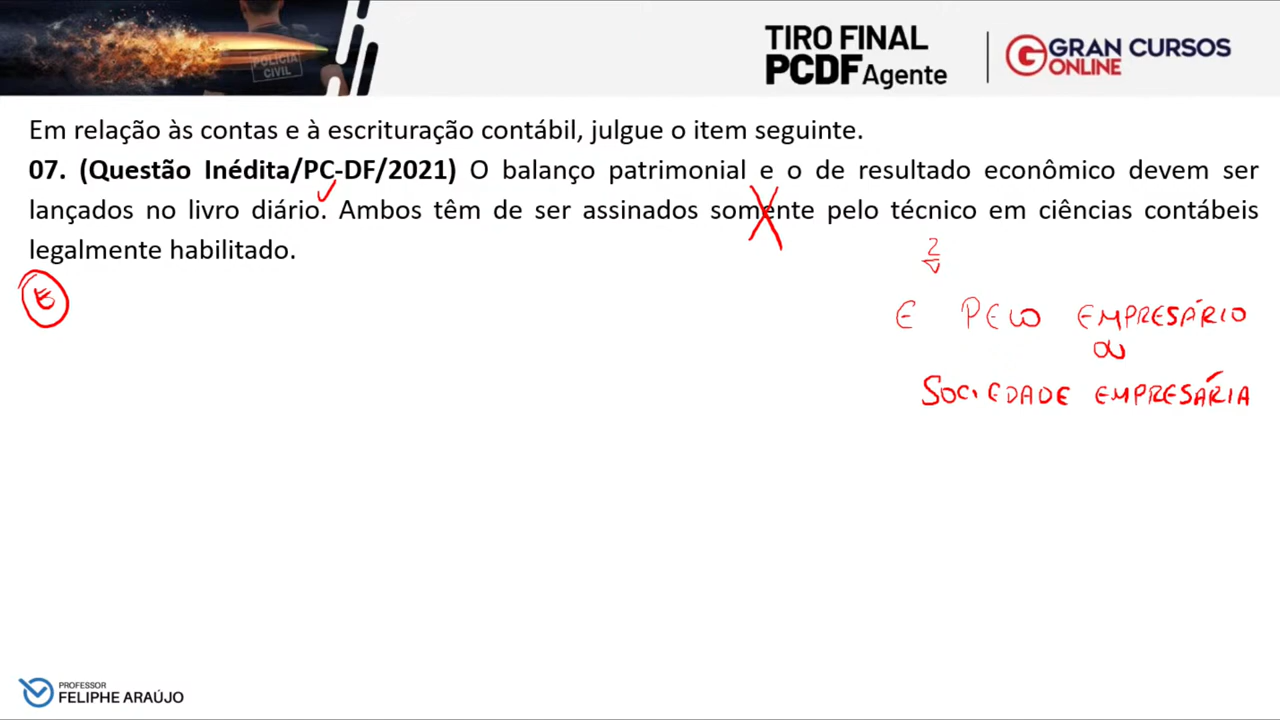 POLÍCIA
CIVIL
TIRO FINAL
PCDF Agente
GRAN CURSOS
ONLINE
Em relação às contas e à escrituração contábil, julgue o item seguinte.
07. (Questão Inédita/PC-DF/2021) O balanço patrimonial e o de resultado econômico devem ser
lançados no livro diário. Ambos têm de ser assinados somente pelo técnico em ciências contábeis
legalmente habilitado.
E
E PELO EMPRESÁRIO
OU
SOCIEDADE EMPRESÁRIA
PROFESSOR
FELIPHE ARAÚJO